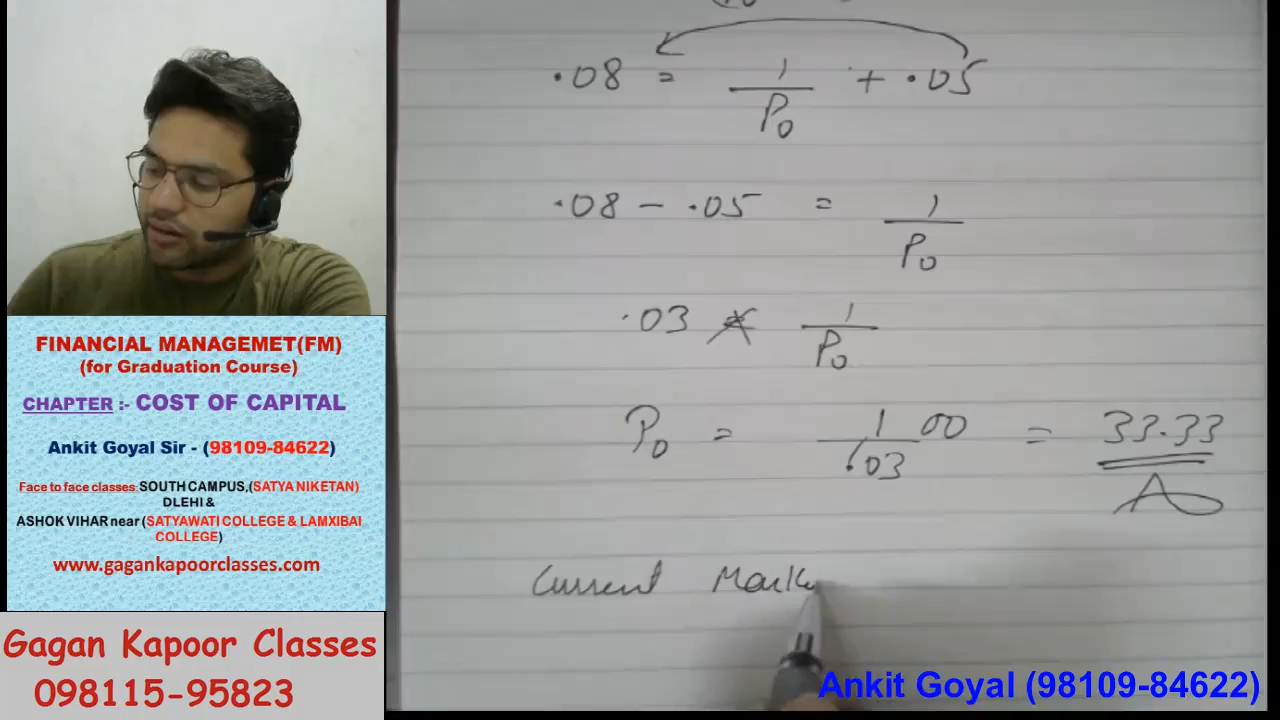 .08 = 1/P0 + .05
.08 - .05 = 1/P0
.03 = 1/P0
P0 = 100/.03 = 33.33
Current Mark
FINANCIAL MANAGEMET(FM)
(for Graduation Course)
CHAPTER :- COST OF CAPITAL
Ankit Goyal Sir - (98109-84622)
Face to face classes: SOUTH CAMPUS,(SATYA NIKETAN)
DLEHI &
ASHOK VIHAR near (SATYAWATI COLLEGE & LAMXIBAI
COLLEGE)
www.gagankapoorclasses.com
Gagan Kapoor Classes
098115-95823
Ankit Goyal (98109-84622)